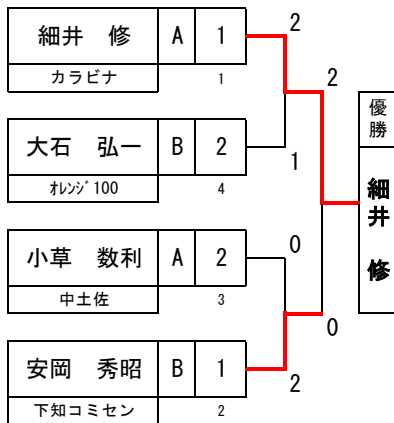 細井 修 A 1
カラビナ 1
2
2
優勝
細井 修
大石 弘一 B 2
オレンジ100 4
1
小草 数利 A 2
中土佐 3
0
0
安岡 秀昭 B 1
下知コミセン 2
2